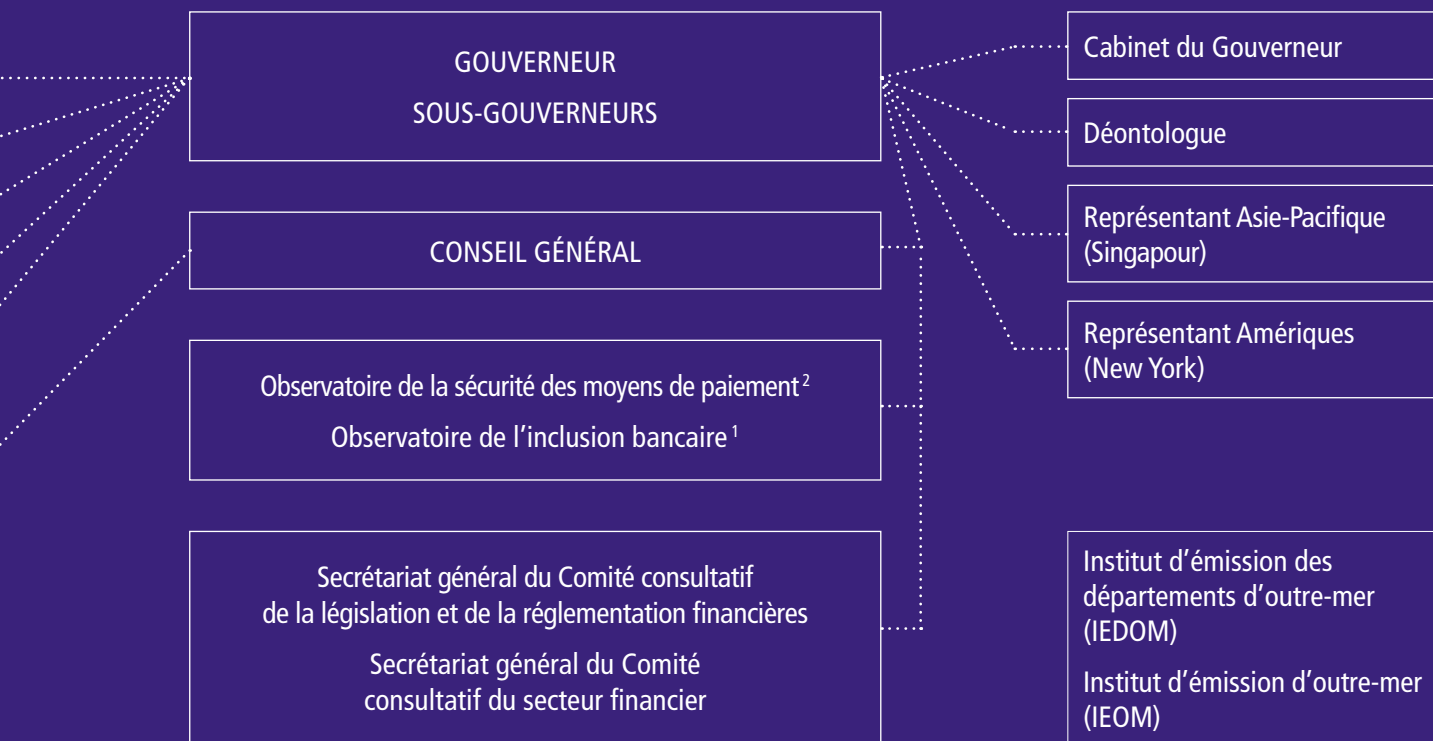 GOUVERNEUR
SOUS-GOUVERNEURS
CONSEIL GÉNÉRAL
Observatoire de la sécurité des moyens de paiement 2
Observatoire de l’inclusion bancaire 1
Secrétariat général du Comité consultatif
de la législation et de la réglementation financières
Secrétariat général du Comité
consultatif du secteur financier
Cabinet du Gouverneur
Déontologue
Représentant Asie-Pacifique
(Singapour)
Représentant Amériques
(New York)
Institut d’émission des
départements d’outre-mer
(IEDOM)
Institut d’émission d’outre-mer
(IEOM)